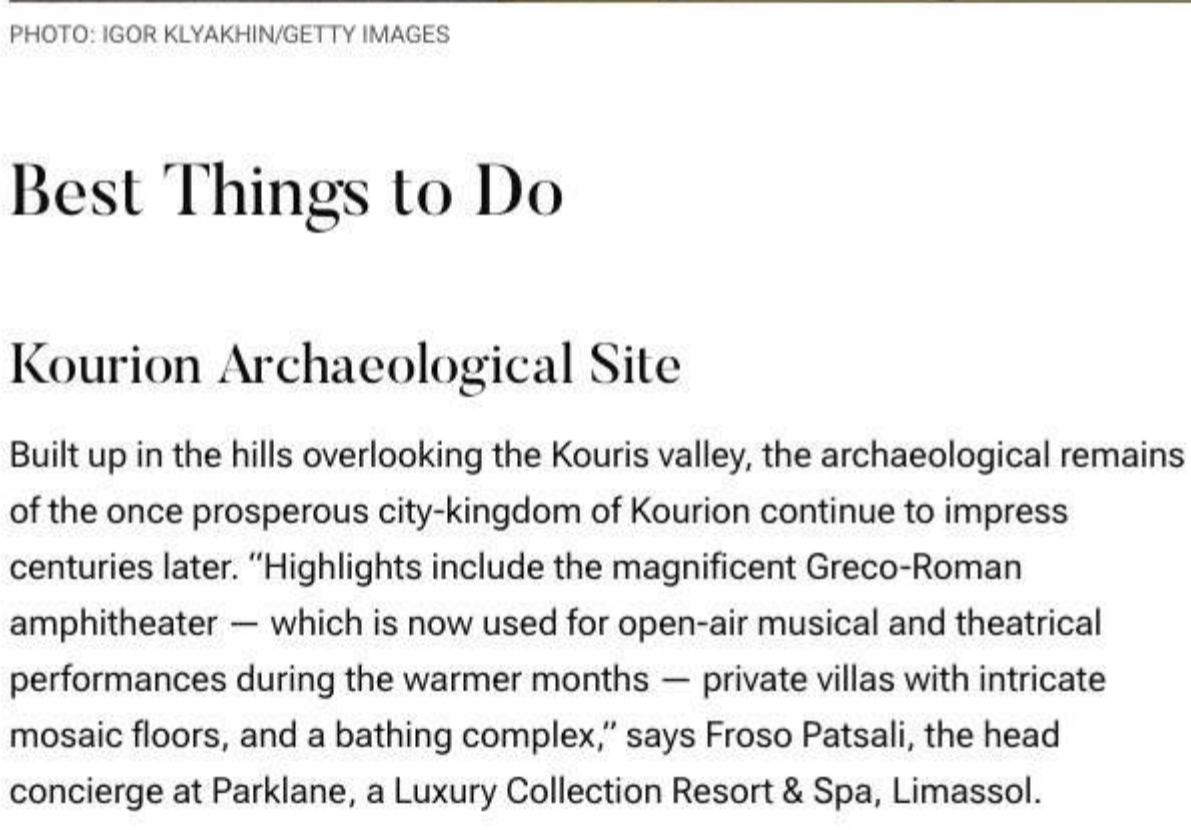 PHOTO: IGOR KLYAKHIN/GETTY IMAGES
Best Things to Do
Kourion Archaeological Site
Built up in the hills overlooking the Kouris valley, the archaeological remains
of the once prosperous city-kingdom of Kourion continue to impress
centuries later. “Highlights include the magnificent Greco-Roman
amphitheater — which is now used for open-air musical and theatrical
performances during the warmer months — private villas with intricate
mosaic floors, and a bathing complex,” says Froso Patsali, the head
concierge at Parklane, a Luxury Collection Resort & Spa, Limassol.